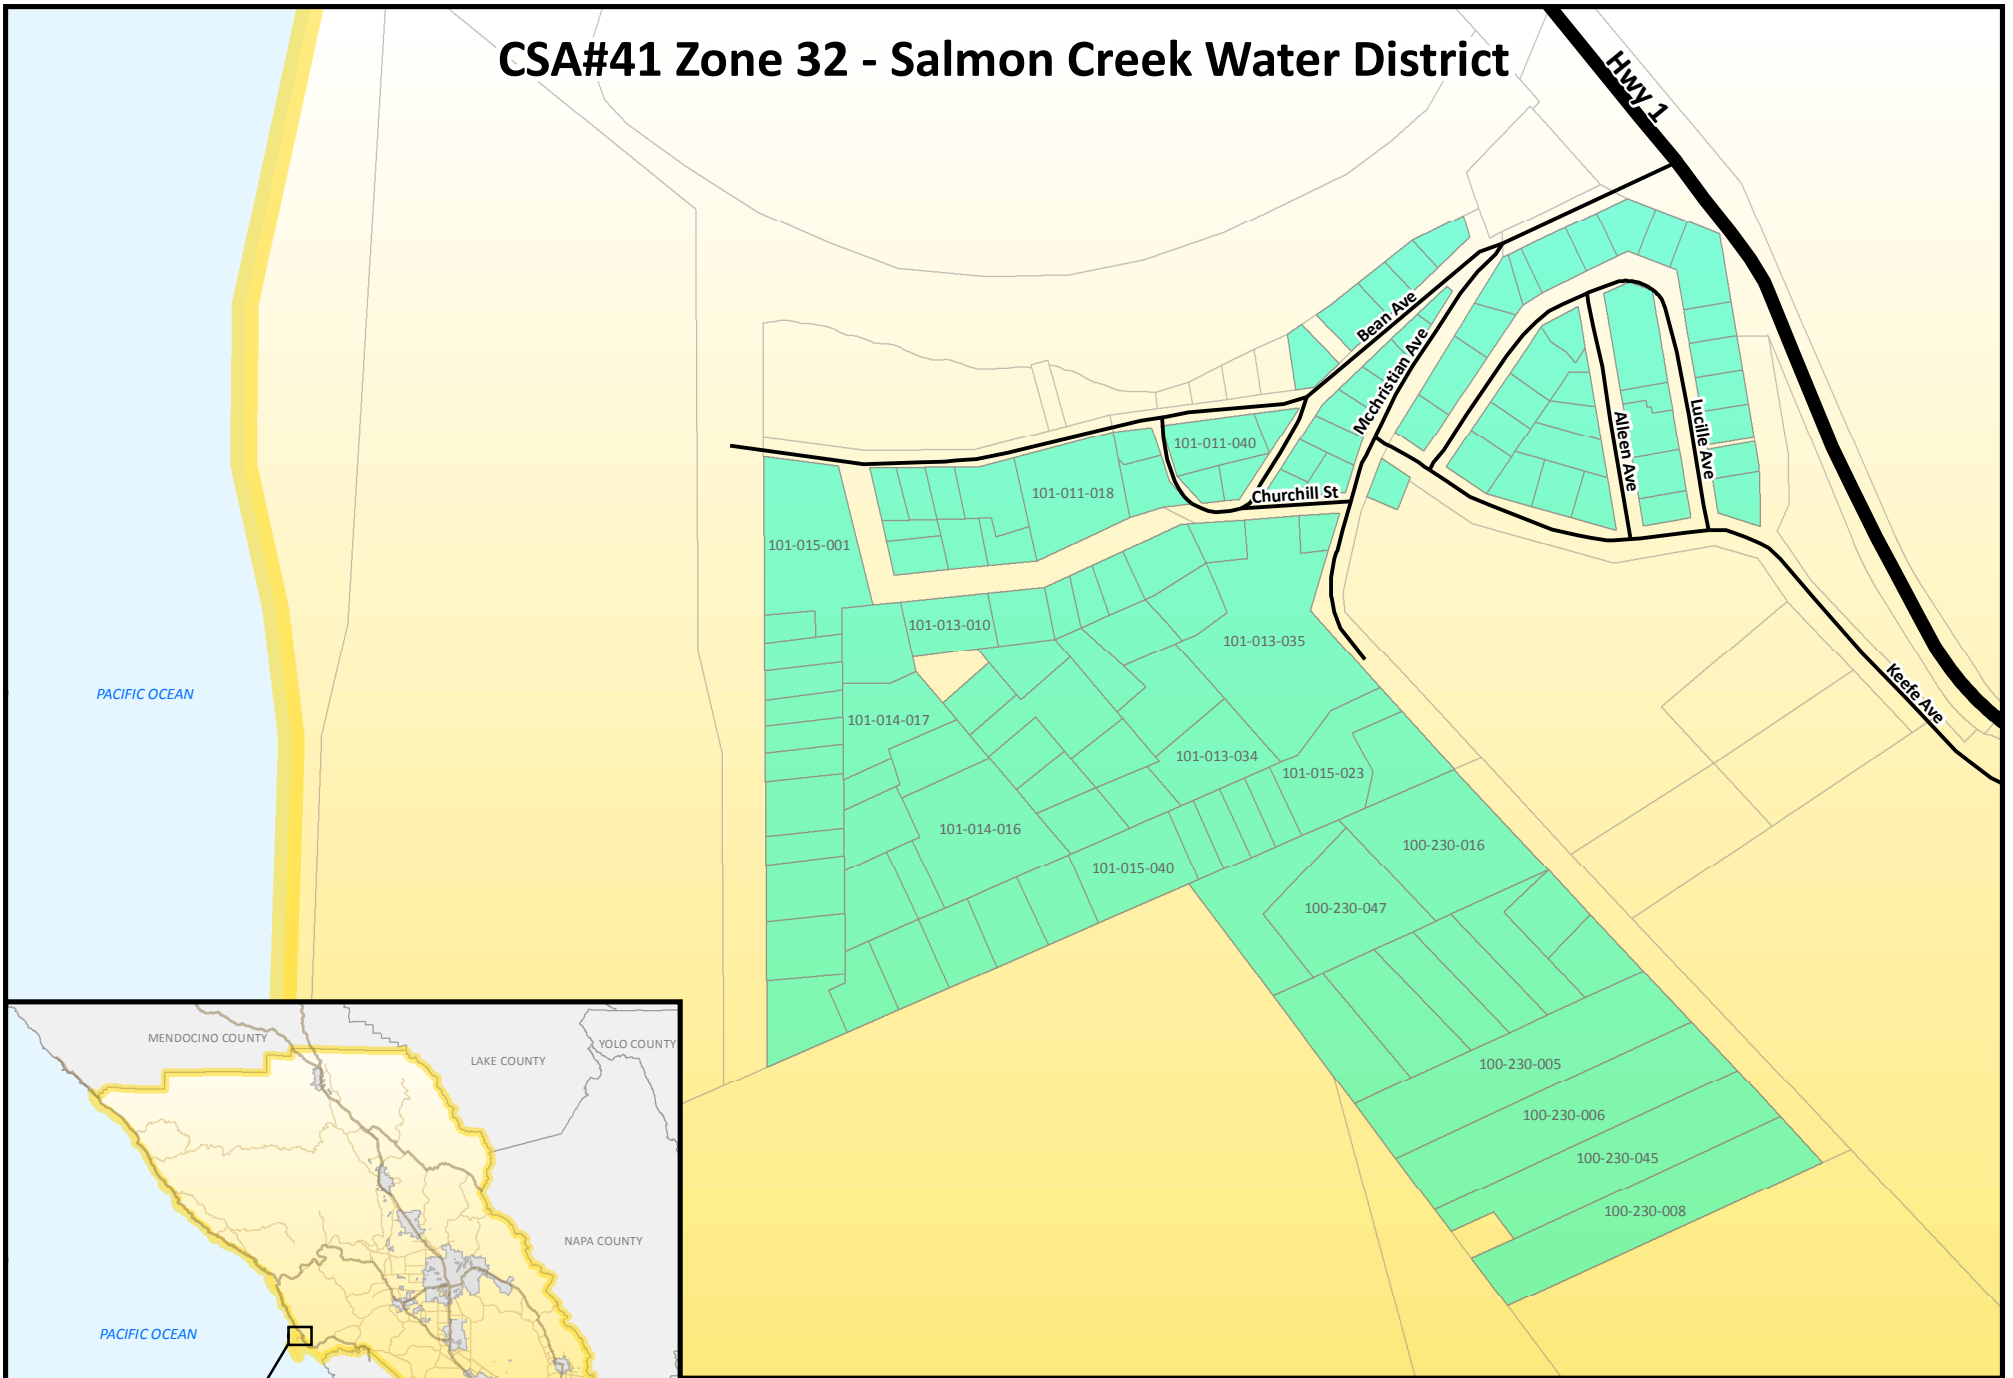 CSA#41 Zone 32 - Salmon Creek Water District
Hwy 1
Bean Ave
Mcchristian Ave
Alleen Ave
Lucille Ave
101-011-040
101-011-018
Churchill St
101-015-001
101-013-010
101-013-035
PACIFIC OCEAN
Keefe Ave
101-014-017
101-013-034
101-015-023
101-014-016
100-230-016
101-015-040
100-230-047
100-230-005
100-230-006
100-230-045
100-230-008
MENDOCINO COUNTY
YOLO COUNTY
LAKE COUNTY
NAPA COUNTY
PACIFIC OCEAN